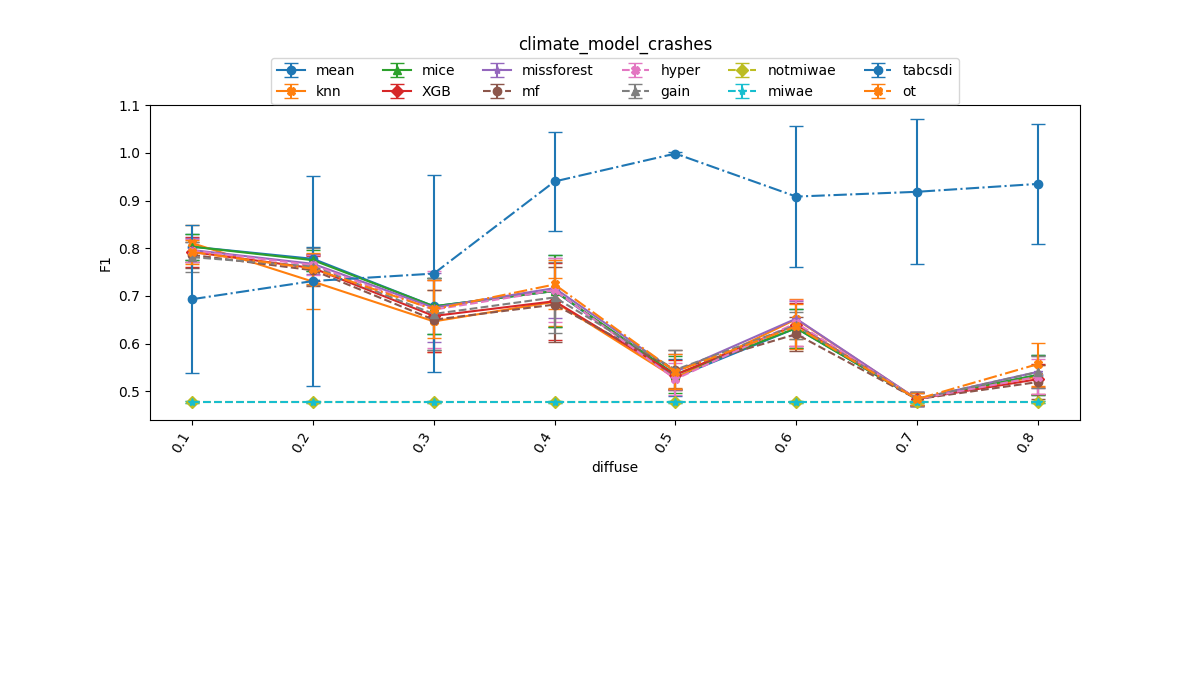 climate_model_crashes
mean mice missforest hyper notmiwae tabcsdi
knn XGB mf gain miwae ot
1.1
1.0
0.9
0.8
0.7
0.6
0.5
F1
0.1 0.2 0.3 0.4 0.5 0.6 0.7 0.8
diffuse